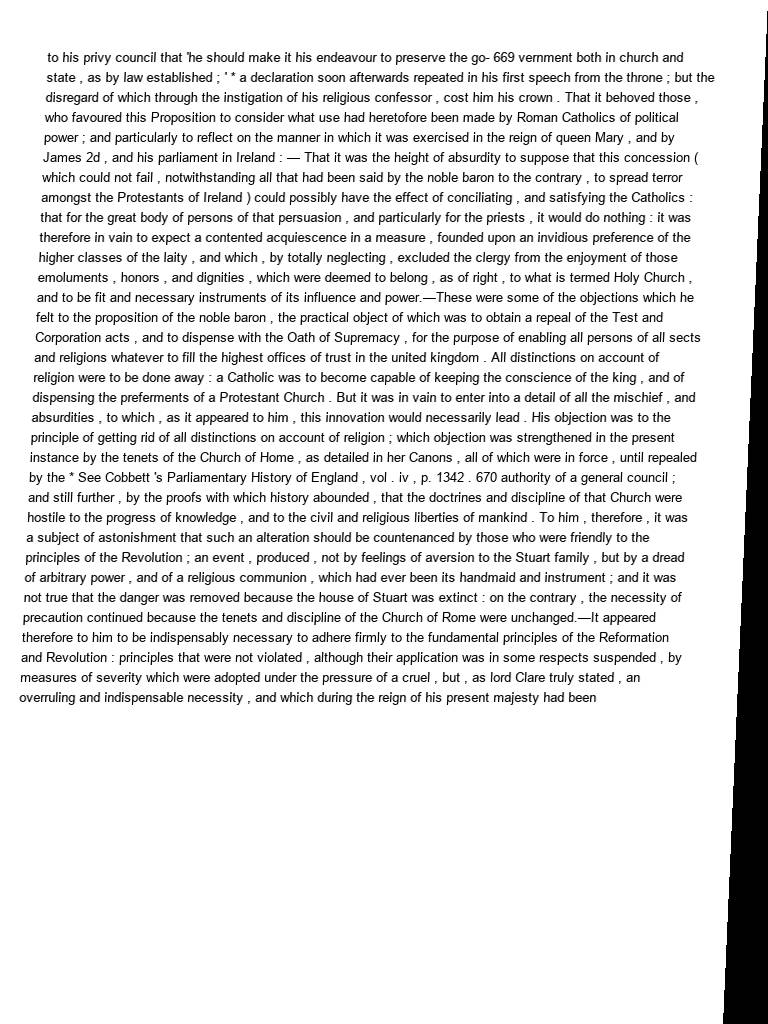 to his privy council that 'he should make it his endeavour to preserve the go- 669 vernment both in church and
state , as by law established ; ' * a declaration soon afterwards repeated in his first speech from the throne ; but the
disregard of which through the instigation of his religious confessor , cost him his crown . That it behoved those ,
who favoured this Proposition to consider what use had heretofore been made by Roman Catholics of political
power ; and particularly to reflect on the manner in which it was exercised in the reign of queen Mary , and by
James 2d , and his parliament in Ireland : — That it was the height of absurdity to suppose that this concession (
which could not fail , notwithstanding all that had been said by the noble baron to the contrary , to spread terror
amongst the Protestants of Ireland ) could possibly have the effect of conciliating , and satisfying the Catholics :
that for the great body of persons of that persuasion , and particularly for the priests , it would do nothing : it was
therefore in vain to expect a contented acquiescence in a measure , founded upon an invidious preference of the
higher classes of the laity , and which , by totally neglecting , excluded the clergy from the enjoyment of those
emoluments , honors , and dignities , which were deemed to belong , as of right , to what is termed Holy Church ,
and to be fit and necessary instruments of its influence and power.—These were some of the objections which he
felt to the proposition of the noble baron , the practical object of which was to obtain a repeal of the Test and
Corporation acts , and to dispense with the Oath of Supremacy , for the purpose of enabling all persons of all sects
and religions whatever to fill the highest offices of trust in the united kingdom . All distinctions on account of
religion were to be done away : a Catholic was to become capable of keeping the conscience of the king , and of
dispensing the preferments of a Protestant Church . But it was in vain to enter into a detail of all the mischief , and
absurdities , to which , as it appeared to him , this innovation would necessarily lead . His objection was to the
principle of getting rid of all distinctions on account of religion ; which objection was strengthened in the present
instance by the tenets of the Church of Home , as detailed in her Canons , all of which were in force , until repealed
by the * See Cobbett 's Parliamentary History of England , vol . iv , p. 1342 . 670 authority of a general council ;
and still further , by the proofs with which history abounded , that the doctrines and discipline of that Church were
hostile to the progress of knowledge , and to the civil and religious liberties of mankind . To him , therefore , it was
a subject of astonishment that such an alteration should be countenanced by those who were friendly to the
principles of the Revolution ; an event , produced , not by feelings of aversion to the Stuart family , but by a dread
of arbitrary power , and of a religious communion , which had ever been its handmaid and instrument ; and it was
not true that the danger was removed because the house of Stuart was extinct : on the contrary , the necessity of
precaution continued because the tenets and discipline of the Church of Rome were unchanged.—It appeared
therefore to him to be indispensably necessary to adhere firmly to the fundamental principles of the Reformation
and Revolution : principles that were not violated , although their application was in some respects suspended , by
measures of severity which were adopted under the pressure of a cruel , but , as lord Clare truly stated , an
overruling and indispensable necessity , and which during the reign of his present majesty had been